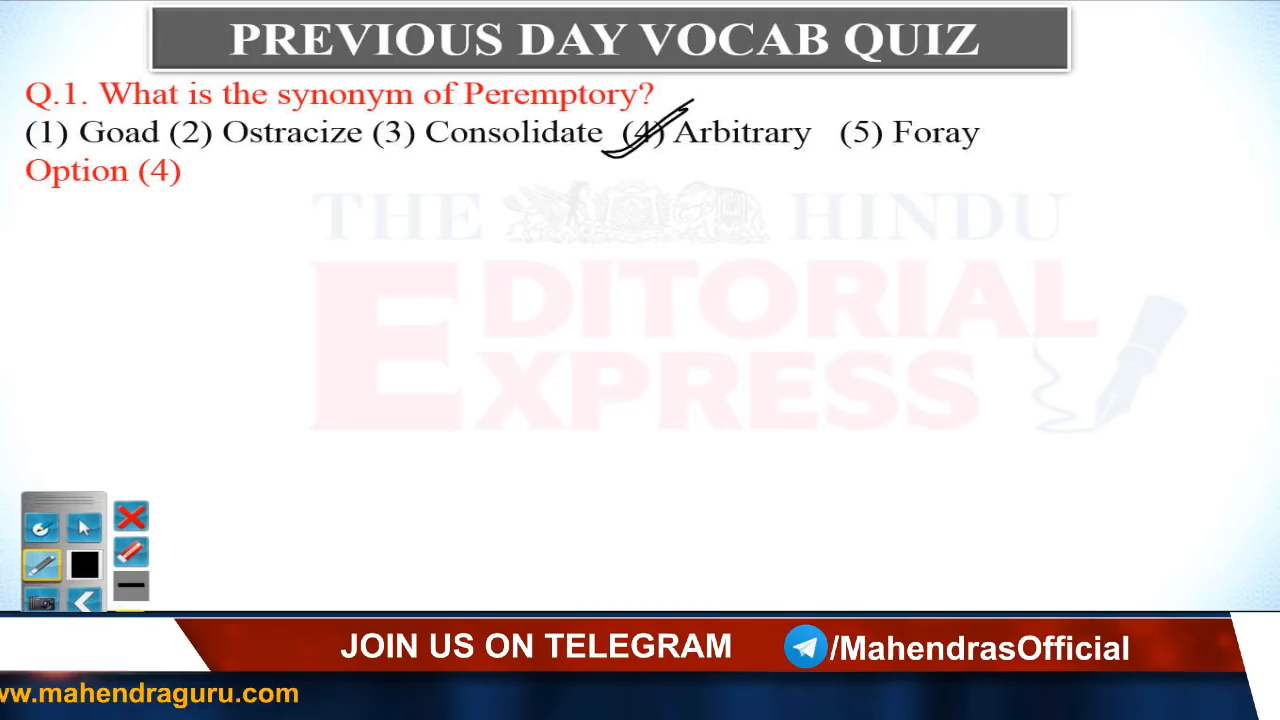 PREVIOUS DAY VOCAB QUIZ
Q.1. What is the synonym of Peremptory?
(1) Goad (2) Ostracize (3) Consolidate (4) Arbitrary (5) Foray
Option (4)
THE HINDU
EDITORIAL
EXPRESS
JOIN US ON TELEGRAM /MahendrasOfficial
ww.mahendraguru.com